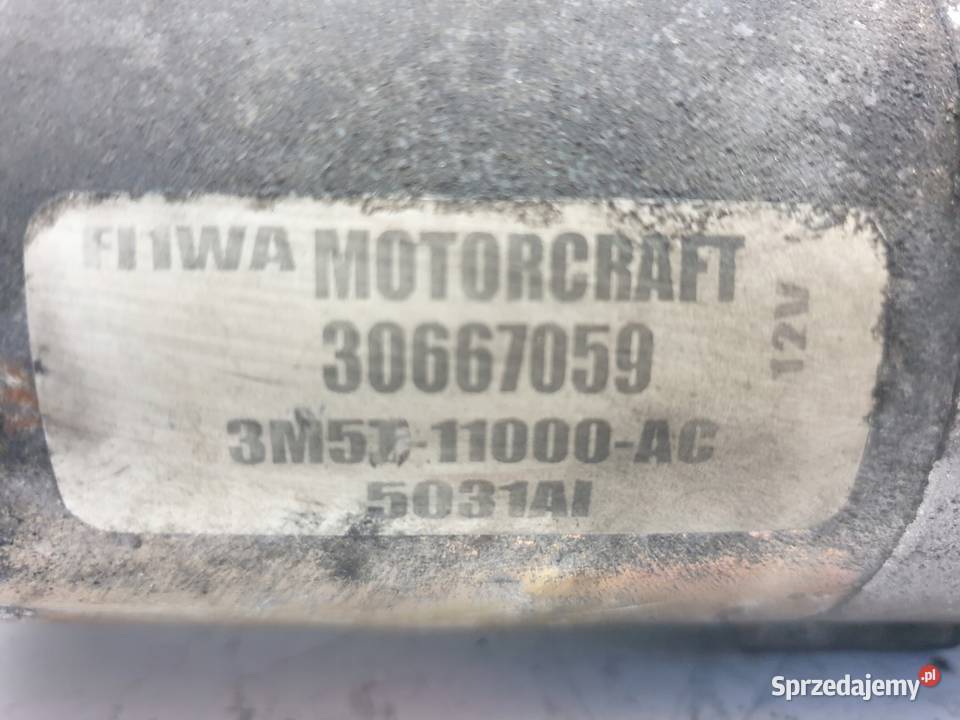 FI1WA MOTORCRAFT
30667059
12V
3M5T-11000-AC
5031AI
Sprzedajemy.pl